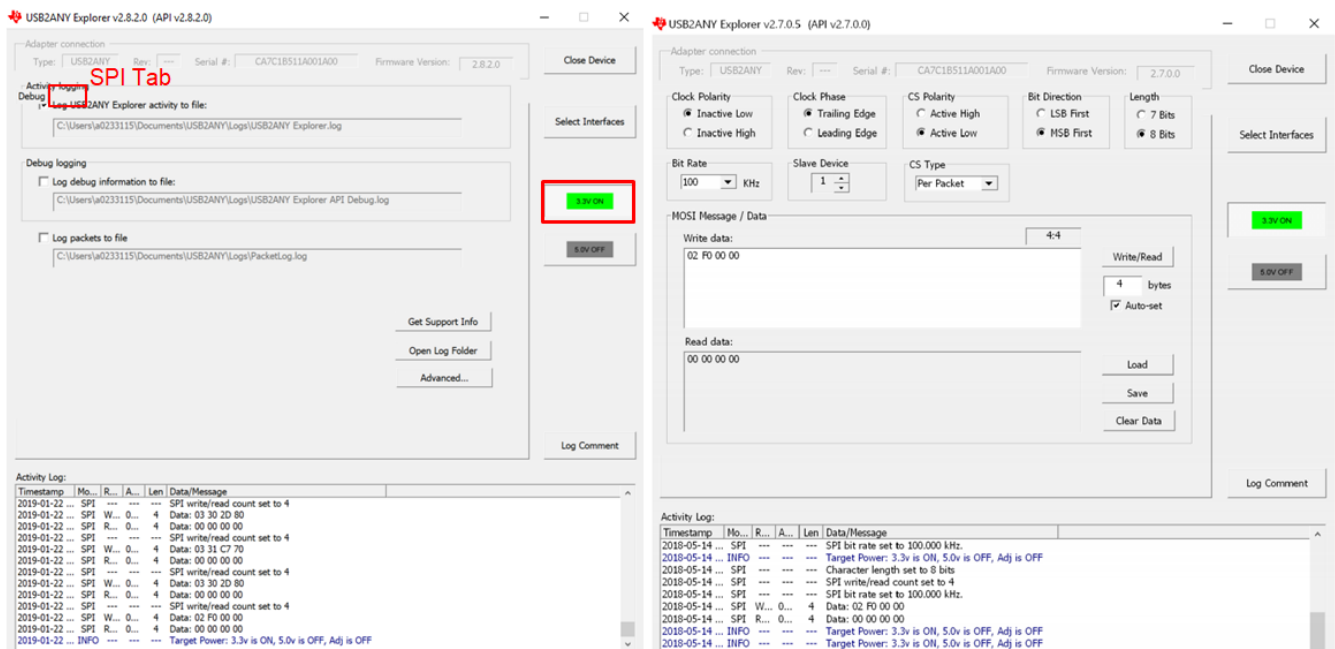 USB2ANY Explorer v2.8.2.0 (API v2.8.2.0)
Adapter connection
Type: USB2ANY Rev: --- Serial #: CA7C1B511A001A00 Firmware Version: 2.8.2.0
Close Device
SPI Tab
Activity logging
Debug
Log USB2ANY Explorer activity to file:
C:\Users\a0233115\Documents\USB2ANY\Logs\USB2ANY Explorer.log
Select Interfaces
Debug logging
Log debug information to file:
C:\Users\a0233115\Documents\USB2ANY\Logs\USB2ANY Explorer API Debug.log
3.3V ON
Log packets to file
C:\Users\a0233115\Documents\USB2ANY\Logs\PacketLog.log
5.0V OFF
Get Support Info
Open Log Folder
Advanced...
Log Comment
Activity Log:
Timestamp Mo... R... A... Len Data/Message
2019-01-22 ... SPI --- --- --- SPI write/read count set to 4
2019-01-22 ... SPI W... 0... 4 Data: 03 30 2D 80
2019-01-22 ... SPI R... 0... 4 Data: 00 00 00 00
2019-01-22 ... SPI --- --- --- SPI write/read count set to 4
2019-01-22 ... SPI W... 0... 4 Data: 03 31 C7 70
2019-01-22 ... SPI R... 0... 4 Data: 00 00 00 00
2019-01-22 ... SPI --- --- --- SPI write/read count set to 4
2019-01-22 ... SPI W... 0... 4 Data: 03 30 2D 80
2019-01-22 ... SPI R... 0... 4 Data: 00 00 00 00
2019-01-22 ... SPI --- --- --- SPI write/read count set to 4
2019-01-22 ... SPI W... 0... 4 Data: 02 F0 00 00
2019-01-22 ... SPI R... 0... 4 Data: 00 00 00 00
2019-01-22 ... INFO --- --- --- Target Power: 3.3v is ON, 5.0v is OFF, Adj is OFF
USB2ANY Explorer v2.7.0.5 (API v2.7.0.0)
Adapter connection
Type: USB2ANY Rev: --- Serial #: CA7C1B511A001A00 Firmware Version: 2.7.0.0
Close Device
Clock Polarity Clock Phase CS Polarity Bit Direction Length
Inactive Low Trailing Edge Active High LSB First 7 Bits
Inactive High Leading Edge Active Low MSB First 8 Bits
Select Interfaces
Bit Rate Slave Device CS Type
100 KHz 1 Per Packet
MOSI Message / Data
3.3V ON
Write data: 4:4
02 F0 00 00
Write/Read
5.0V OFF
4 bytes
Auto-set
Read data:
00 00 00 00
Load
Save
Clear Data
Log Comment
Activity Log:
Timestamp Mo... R... A... Len Data/Message
2018-05-14 ... SPI --- --- --- SPI bit rate set to 100.000 kHz.
2018-05-14 ... INFO --- --- --- Target Power: 3.3v is ON, 5.0v is OFF, Adj is OFF
2018-05-14 ... SPI --- --- --- Character length set to 8 bits
2018-05-14 ... SPI --- --- --- SPI write/read count set to 4
2018-05-14 ... SPI --- --- --- SPI bit rate set to 100.000 kHz.
2018-05-14 ... SPI W... 0... 4 Data: 02 F0 00 00
2018-05-14 ... SPI R... 0... 4 Data: 00 00 00 00
2018-05-14 ... INFO --- --- --- Target Power: 3.3v is ON, 5.0v is OFF, Adj is OFF
2018-05-14 ... INFO --- --- --- Target Power: 3.3v is ON, 5.0v is OFF, Adj is OFF